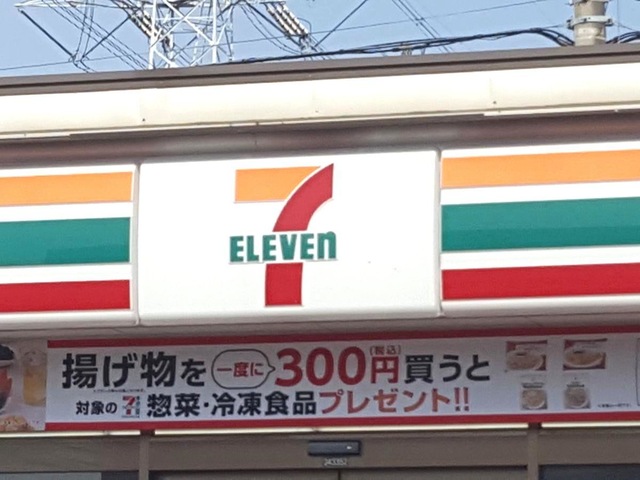 7
ELEVEn
揚げ物を 一度に 300円(税込) 買うと
対象の 惣菜・冷凍食品プレゼント!!